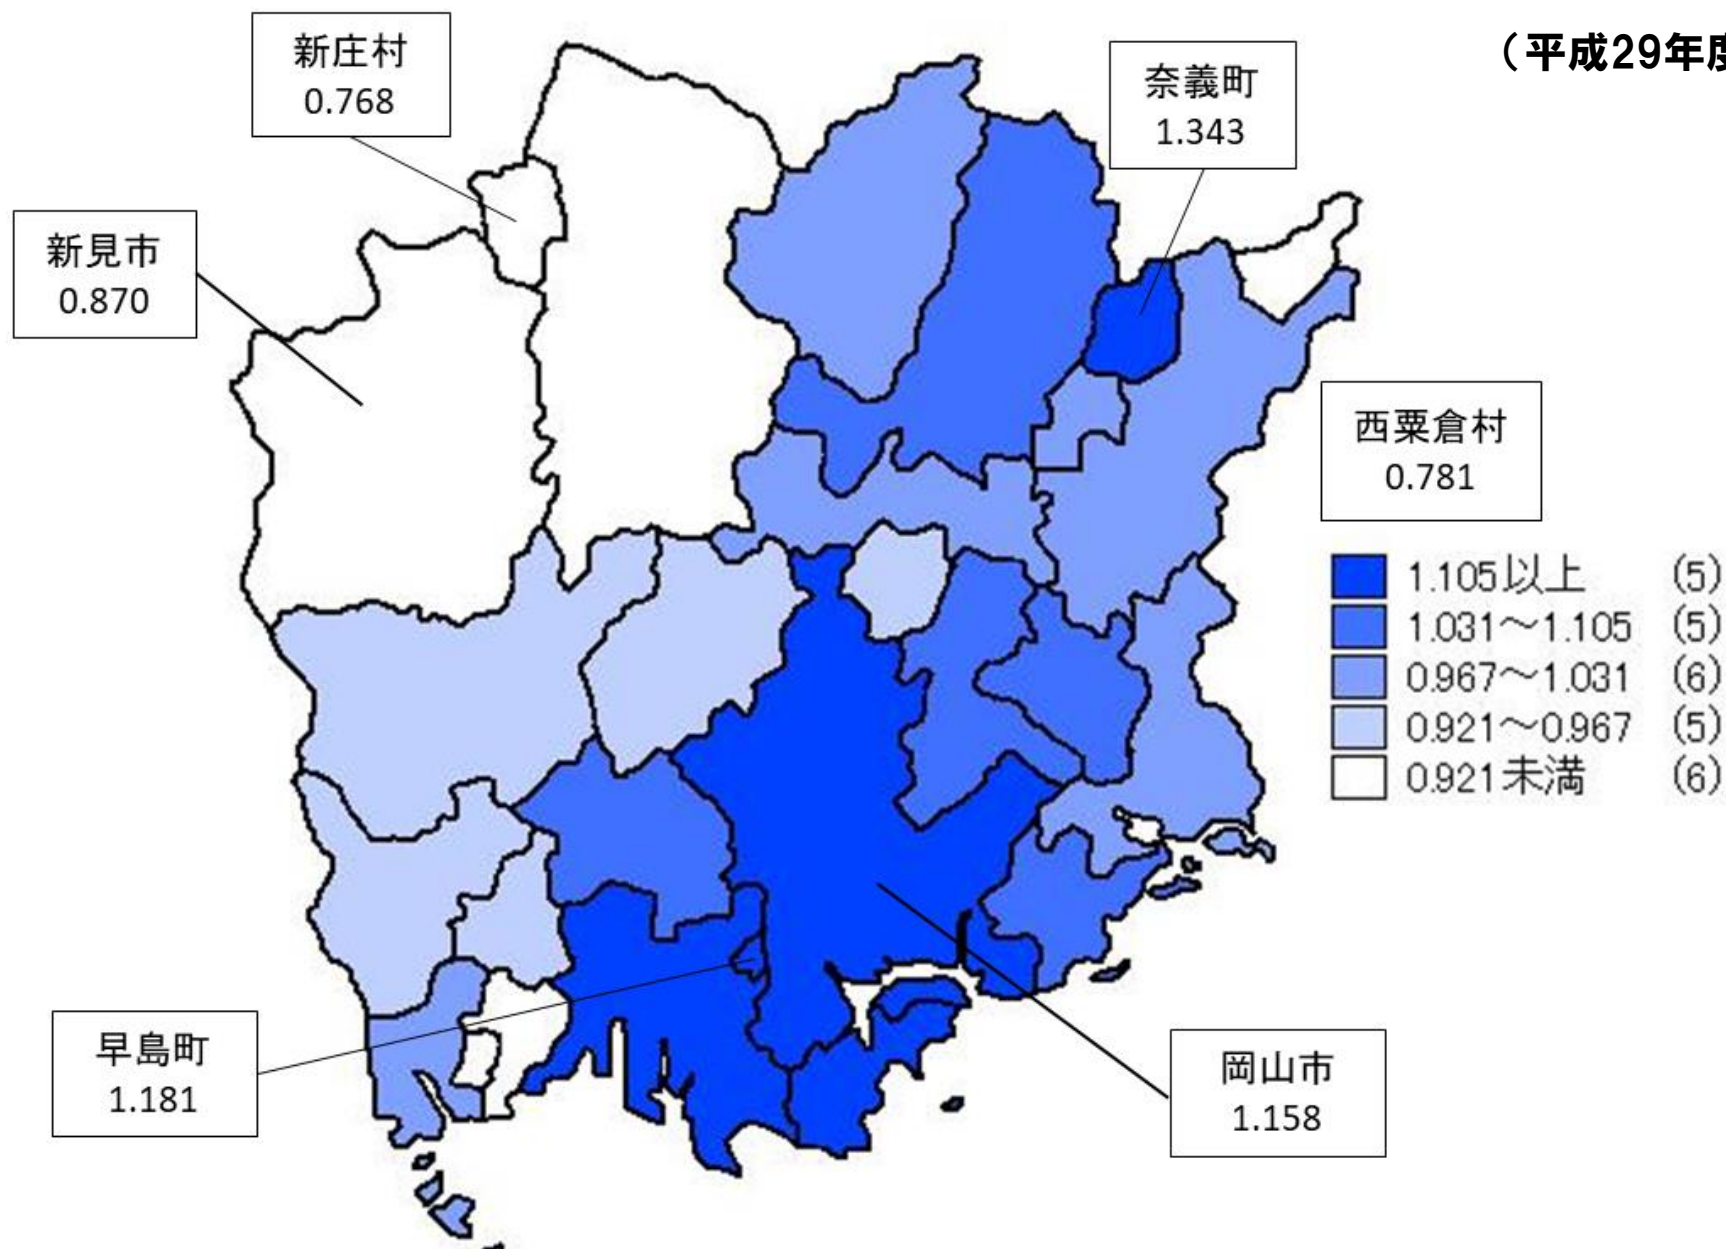 (平成29年度
新庄村
0.768
奈義町
1.343
新見市
0.870
西粟倉村
0.781
1.105以上 (5)
1.031～1.105 (5)
0.967～1.031 (6)
0.921～0.967 (5)
0.921未満 (6)
早島町
1.181
岡山市
1.158